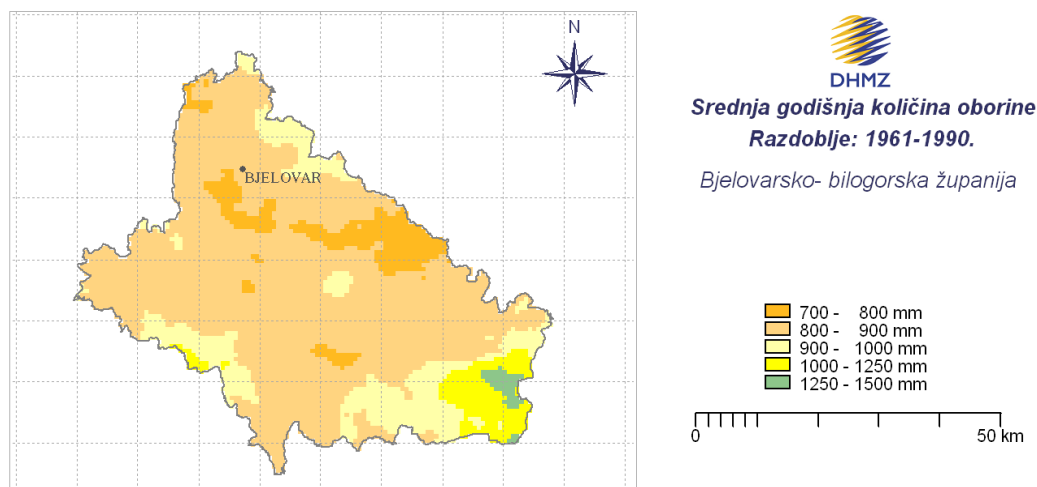 N
BJELOVAR
DHMZ
Srednja godišnja količina oborine
Razdoblje: 1961-1990.
Bjelovarsko- bilogorska županija
700 - 800 mm
800 - 900 mm
900 - 1000 mm
1000 - 1250 mm
1250 - 1500 mm
0 50 km